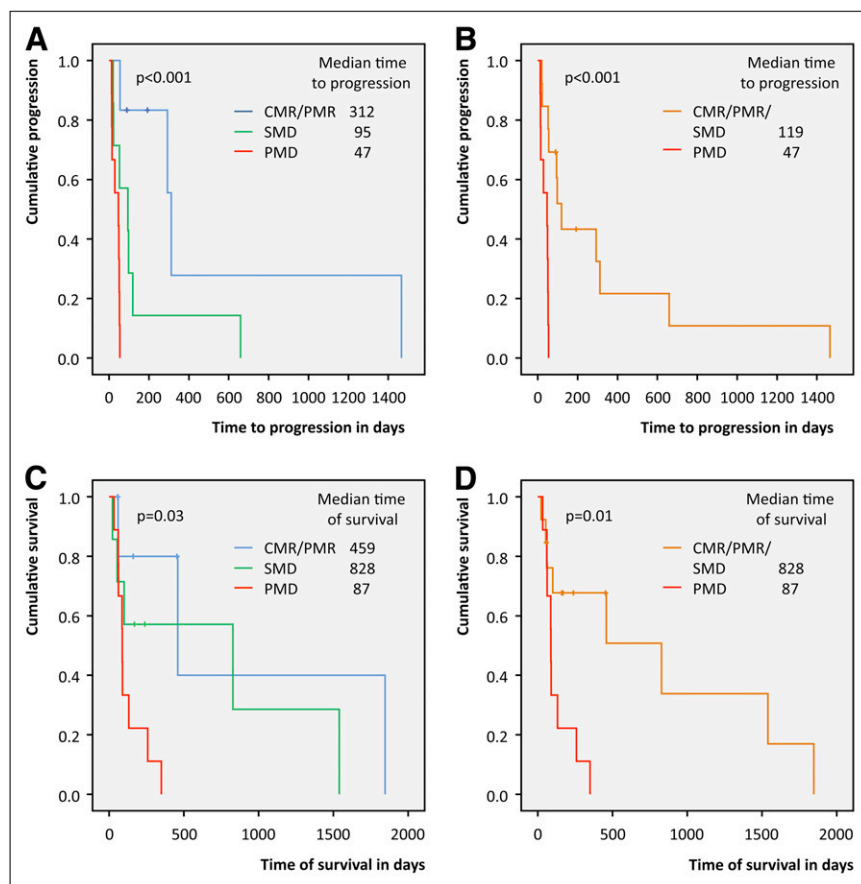 A
Cumulative progression
1.0
0.8
0.6
0.4
0.2
0.0
p<0.001
Median time
to progression
CMR/PMR 312
SMD 95
PMD 47
0 200 400 600 800 1000 1200 1400
Time to progression in days
B
Cumulative progression
1.0
0.8
0.6
0.4
0.2
0.0
p<0.001
Median time
to progression
CMR/PMR/
SMD 119
PMD 47
0 200 400 600 800 1000 1200 1400
Time to progression in days
C
Cumulative survival
1.0
0.8
0.6
0.4
0.2
0.0
p=0.03
Median time
of survival
CMR/PMR 459
SMD 828
PMD 87
0 500 1000 1500 2000
Time of survival in days
D
Cumulative survival
1.0
0.8
0.6
0.4
0.2
0.0
p=0.01
Median time
of survival
CMR/PMR/
SMD 828
PMD 87
0 500 1000 1500 2000
Time of survival in days